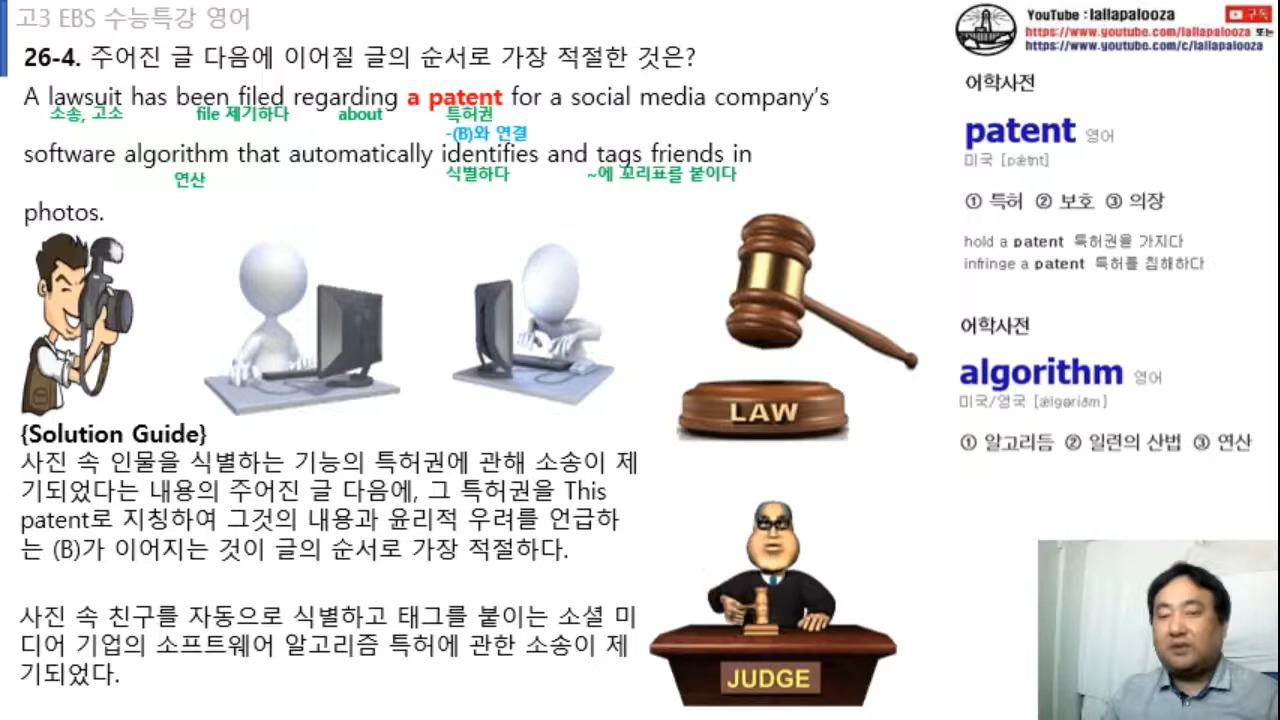 고3 EBS 수능특강 영어
26-4. 주어진 글 다음에 이어질 글의 순서로 가장 적절한 것은?
A lawsuit has been filed regarding a patent for a social media company's
소송, 고소 file 제기하다 about 특허권
-(B)와 연결
software algorithm that automatically identifies and tags friends in
연산 식별하다 ~에 꼬리표를 붙이다
photos.
LAW
{Solution Guide}
사진 속 인물을 식별하는 기능의 특허권에 관해 소송이 제
기되었다는 내용의 주어진 글 다음에, 그 특허권을 This
patent로 지칭하여 그것의 내용과 윤리적 우려를 언급하
는 (B)가 이어지는 것이 글의 순서로 가장 적절하다.
사진 속 친구를 자동으로 식별하고 태그를 붙이는 소셜 미
디어 기업의 소프트웨어 알고리즘 특허에 관한 소송이 제
기되었다.
JUDGE
YouTube : lallapalooza 구독
https://www.youtube.com/lallapalooza 또는
https://www.youtube.com/c/lallapalooza
어학사전
patent 영어
미국 [pǽtnt]
① 특허 ② 보호 ③ 의장
hold a patent 특허권을 가지다
infringe a patent 특허를 침해하다
어학사전
algorithm 영어
미국/영국 [ǽlgəriðm]
① 알고리듬 ② 일련의 산법 ③ 연산